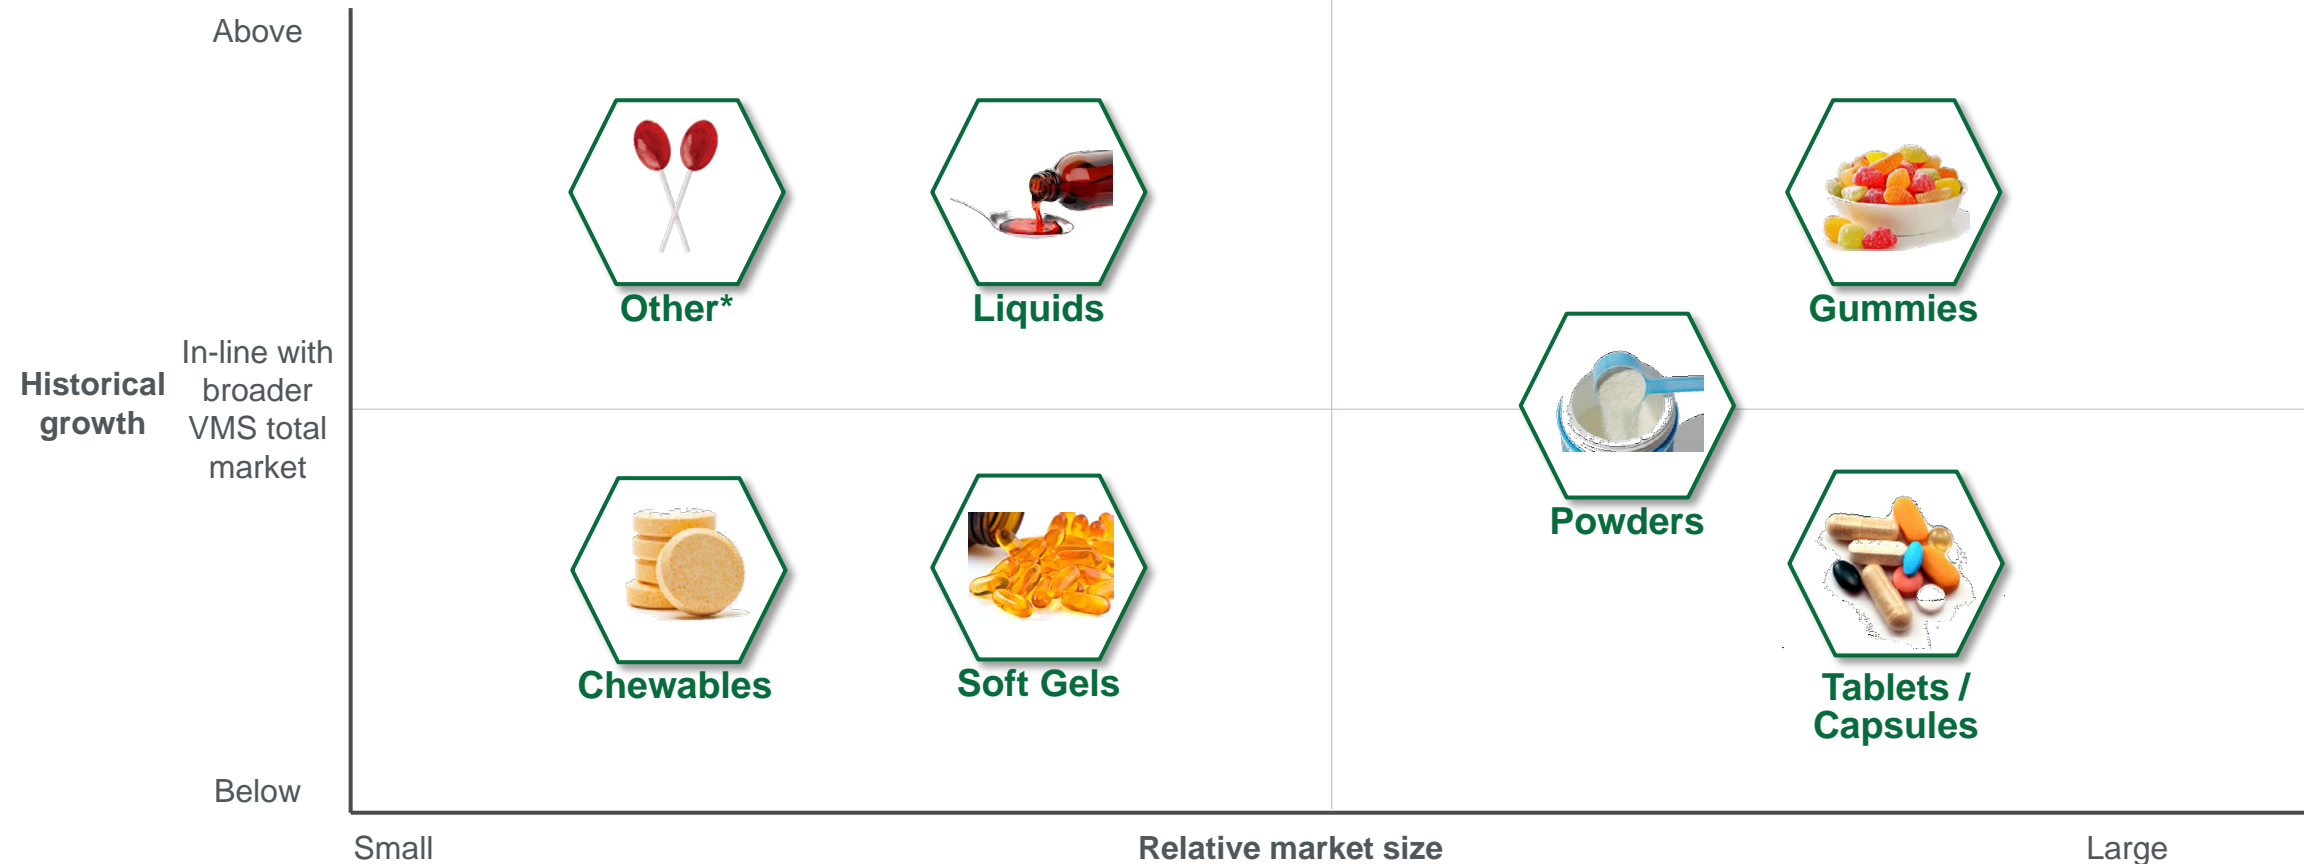 Above
Other*
Liquids
Gummies
Historical
growth
In-line with
broader
VMS total
market
Powders
Chewables
Soft Gels
Tablets /
Capsules
Below
Small
Relative market size
Large